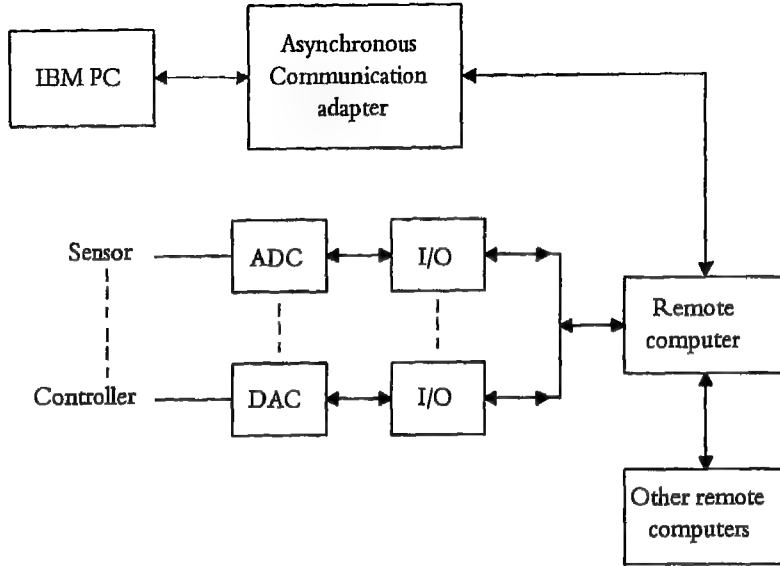 IBM PC
Asynchronous
Communication
adapter
Sensor
ADC
I/O
Remote
computer
Controller
DAC
I/O
Other remote
computers